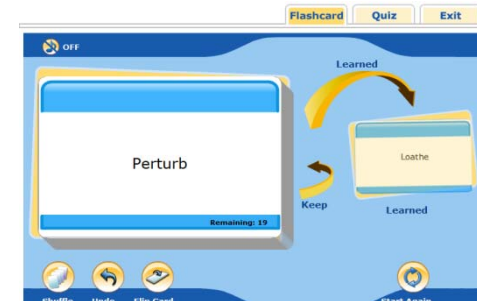 Flashcard Quiz Exit
OFF
Learned
Perturb
Loathe
Keep
Learned
Remaining: 19
Shuffle Undo Flip Card Start Again